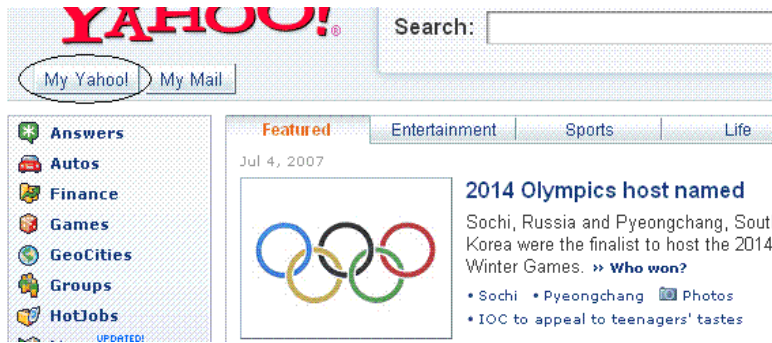 YAHOO!
Search:
My Yahoo!
My Mail
Answers
Autos
Finance
Games
GeoCities
Groups
HotJobs
UPDATED!
Featured
Entertainment
Sports
Life
Jul 4, 2007
2014 Olympics host named
Sochi, Russia and Pyeongchang, Sout
Korea were the finalist to host the 2014
Winter Games. » Who won?
• Sochi • Pyeongchang Photos
• IOC to appeal to teenagers' tastes